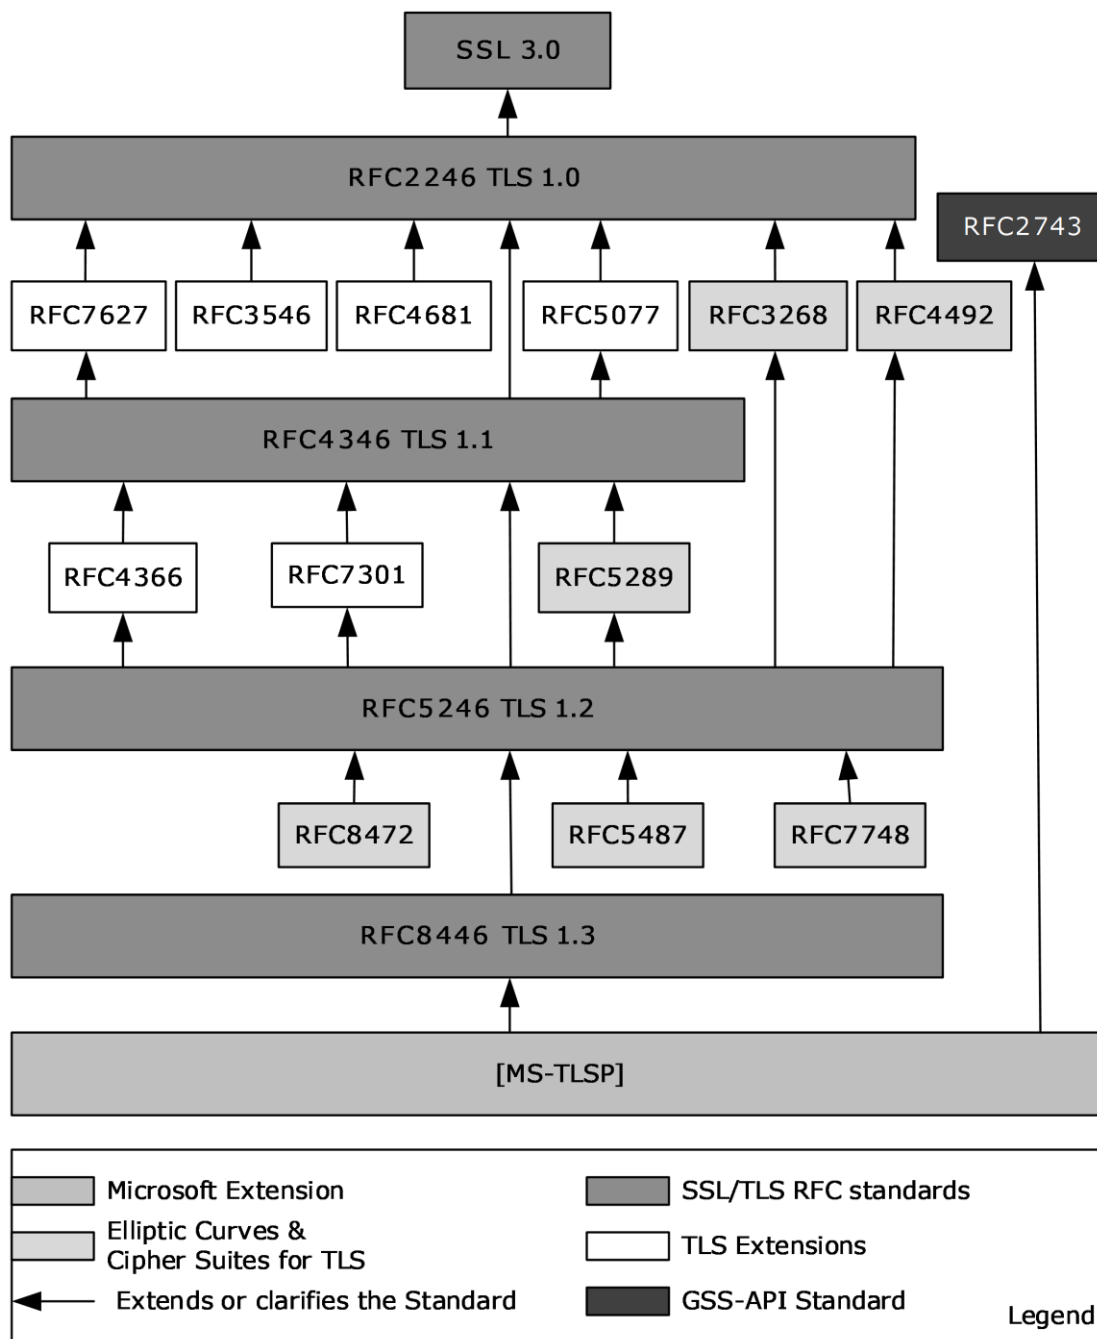 SSL 3.0
RFC2246 TLS 1.0
RFC2743
RFC7627
RFC3546
RFC4681
RFC5077
RFC3268
RFC4492
RFC4346 TLS 1.1
RFC4366
RFC7301
RFC5289
RFC5246 TLS 1.2
RFC8472
RFC5487
RFC7748
RFC8446 TLS 1.3
[MS-TLSP]
Microsoft Extension
SSL/TLS RFC standards
Elliptic Curves &
Cipher Suites for TLS
TLS Extensions
Extends or clarifies the Standard
GSS-API Standard
Legend